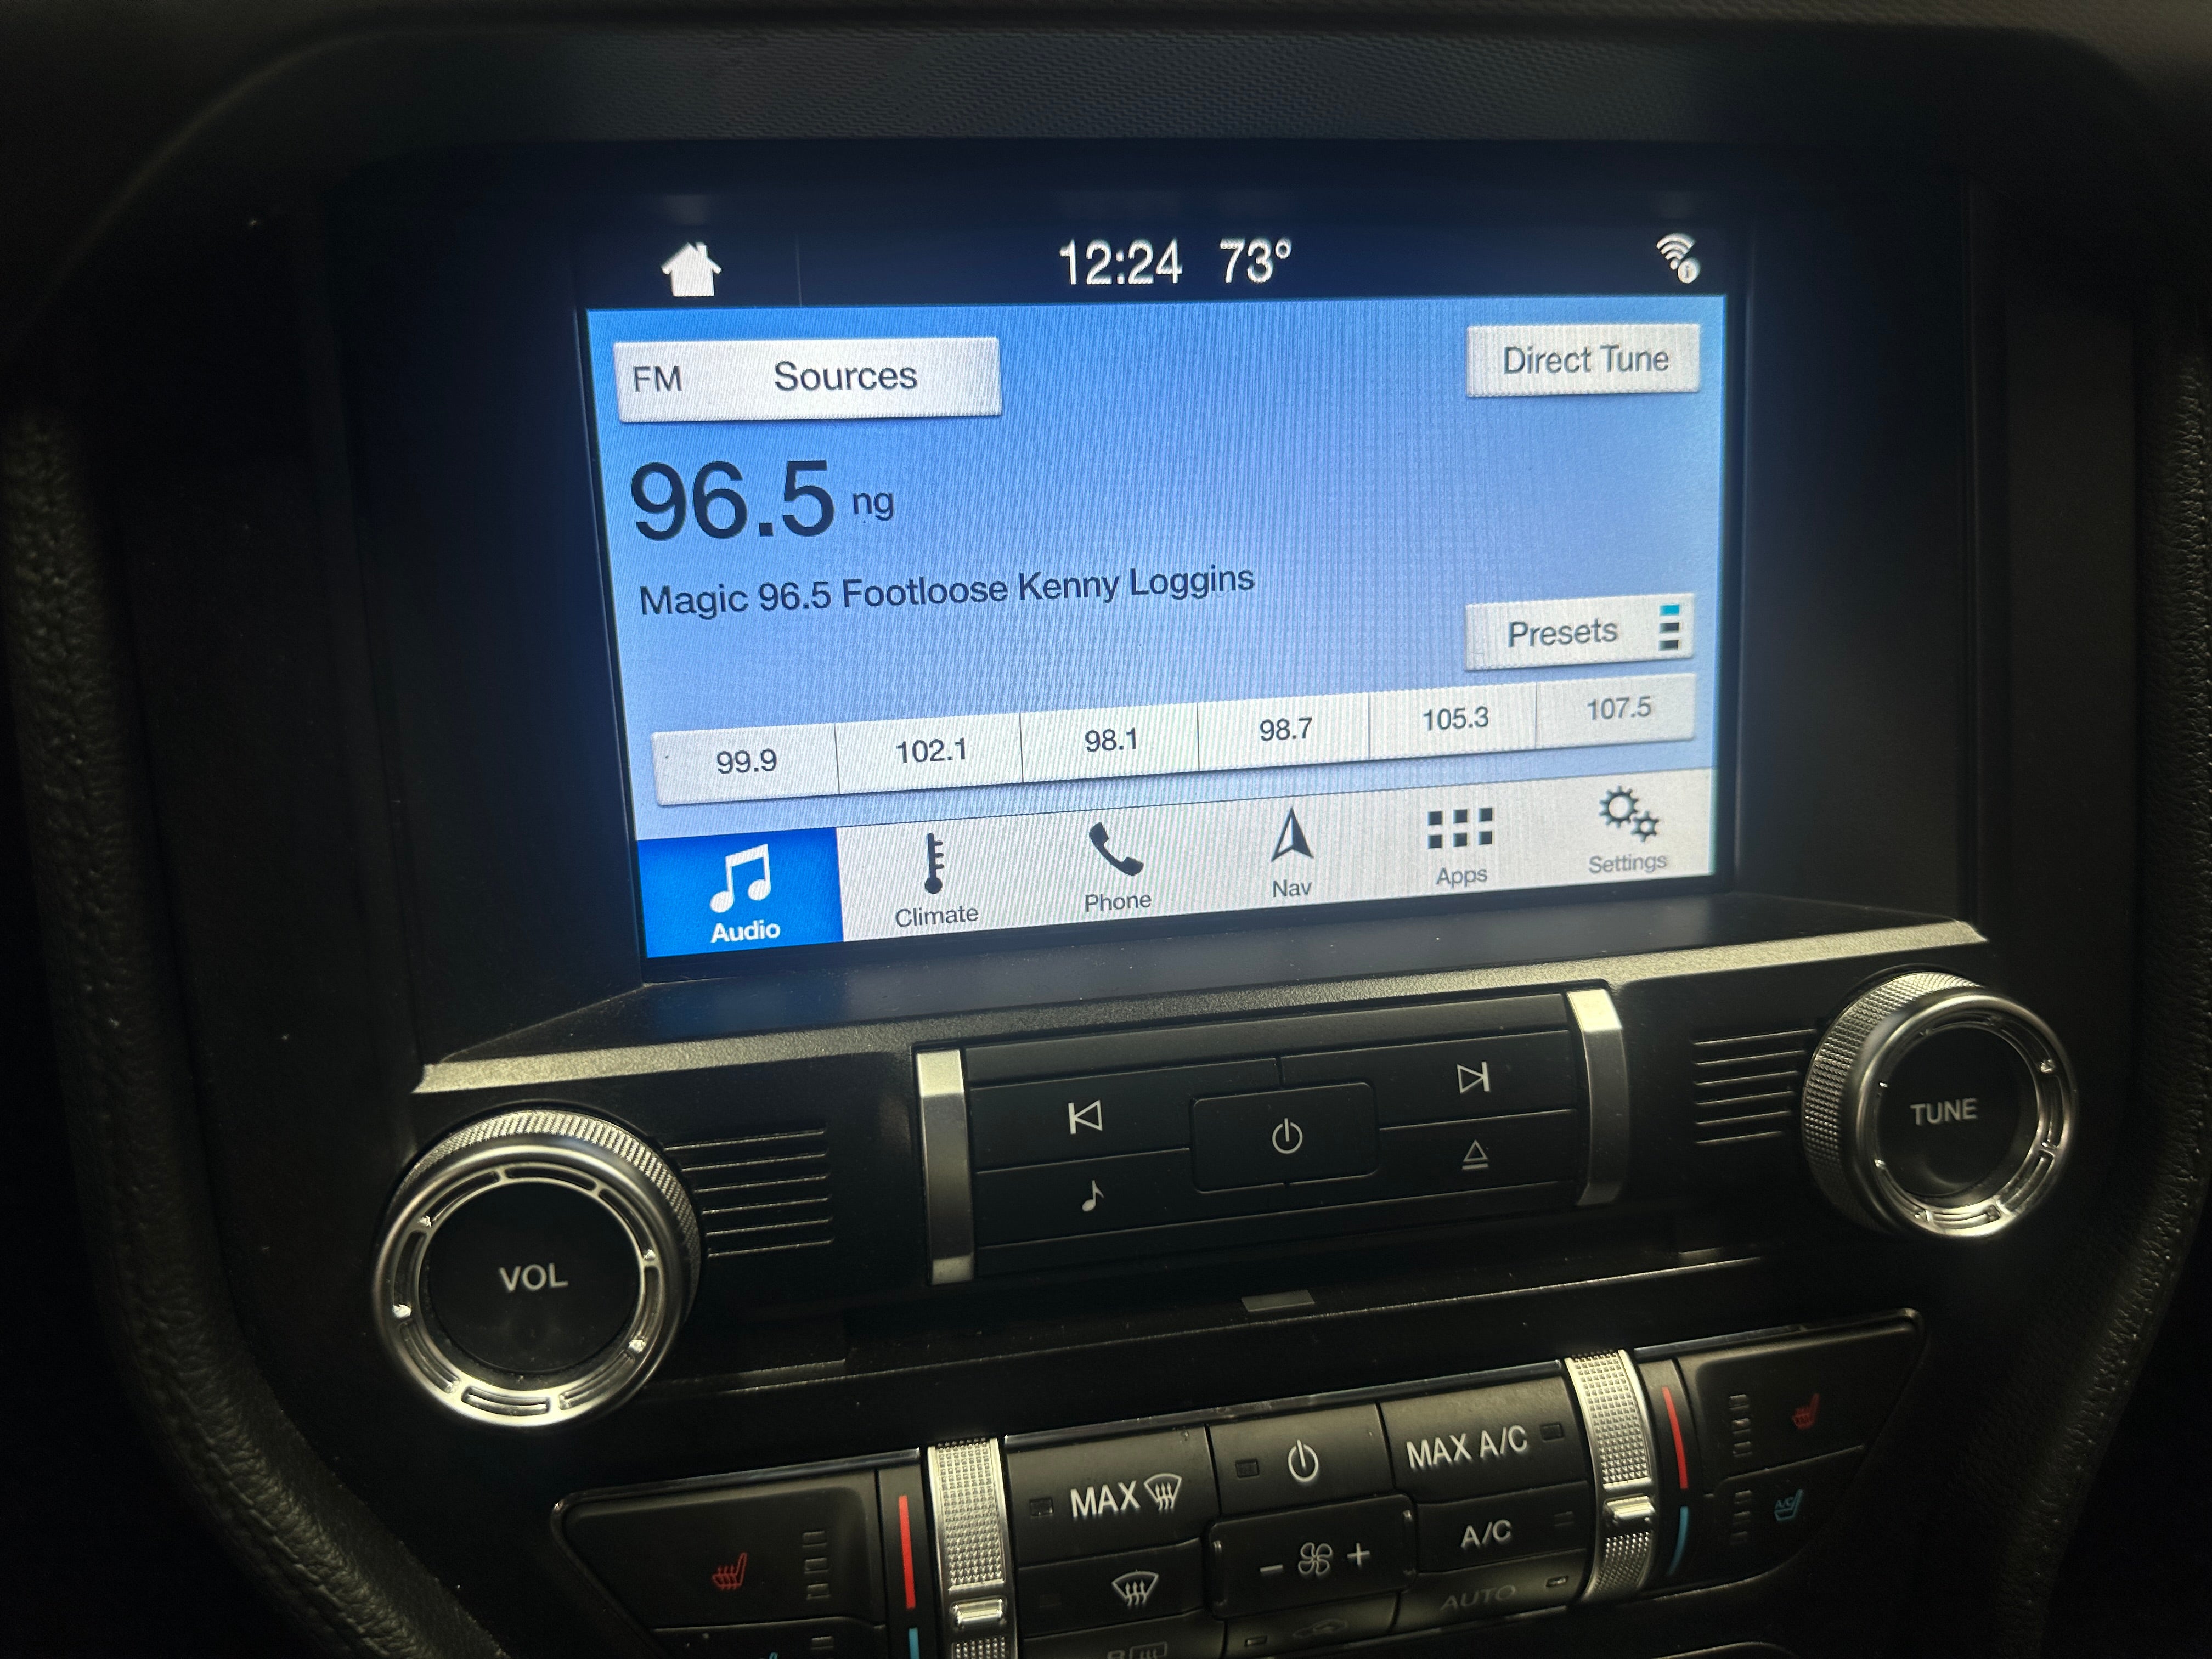 12:24 73°
FM Sources
Direct Tune
96.5 ng
Magic 96.5 Footloose Kenny Loggins
Presets
99.9 102.1 98.1 98.7 105.3 107.5
Audio Climate Phone Nav Apps Settings
VOL
TUNE
MAX
MAX A/C
- +
A/C
AUTO
A/C